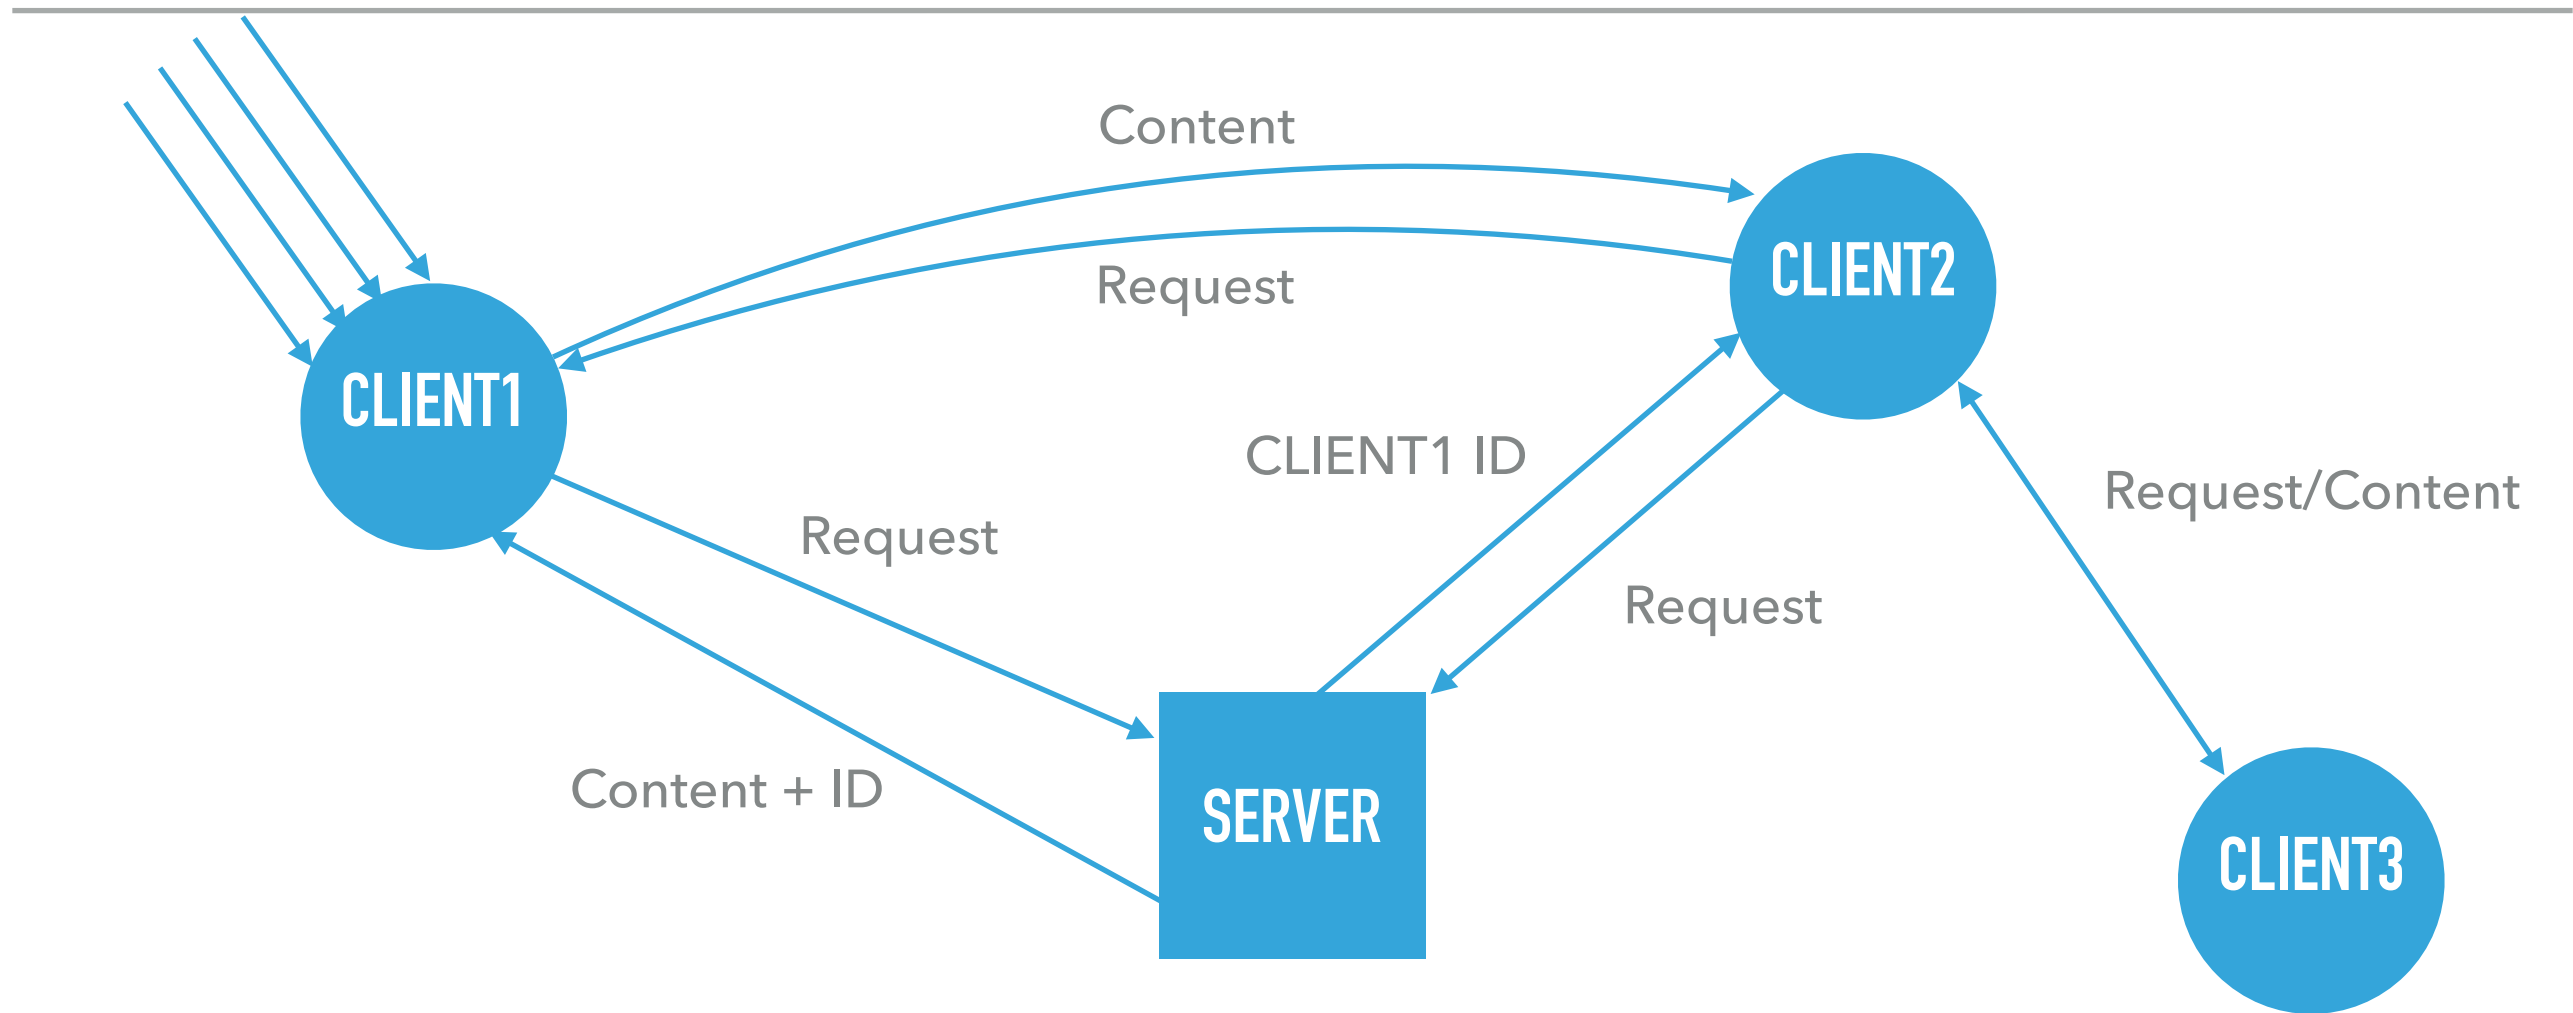 Content
CLIENT2
Request
CLIENT1
CLIENT1 ID
Request/Content
Request
Request
Content + ID
SERVER
CLIENT3